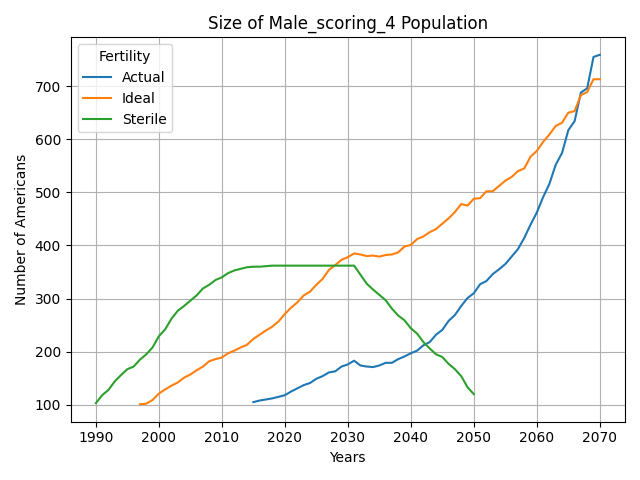 Size of Male_scoring_4 Population
Fertility
Actual
Ideal
Sterile
Number of Americans
700
600
500
400
300
200
100
1990 2000 2010 2020 2030 2040 2050 2060 2070
Years